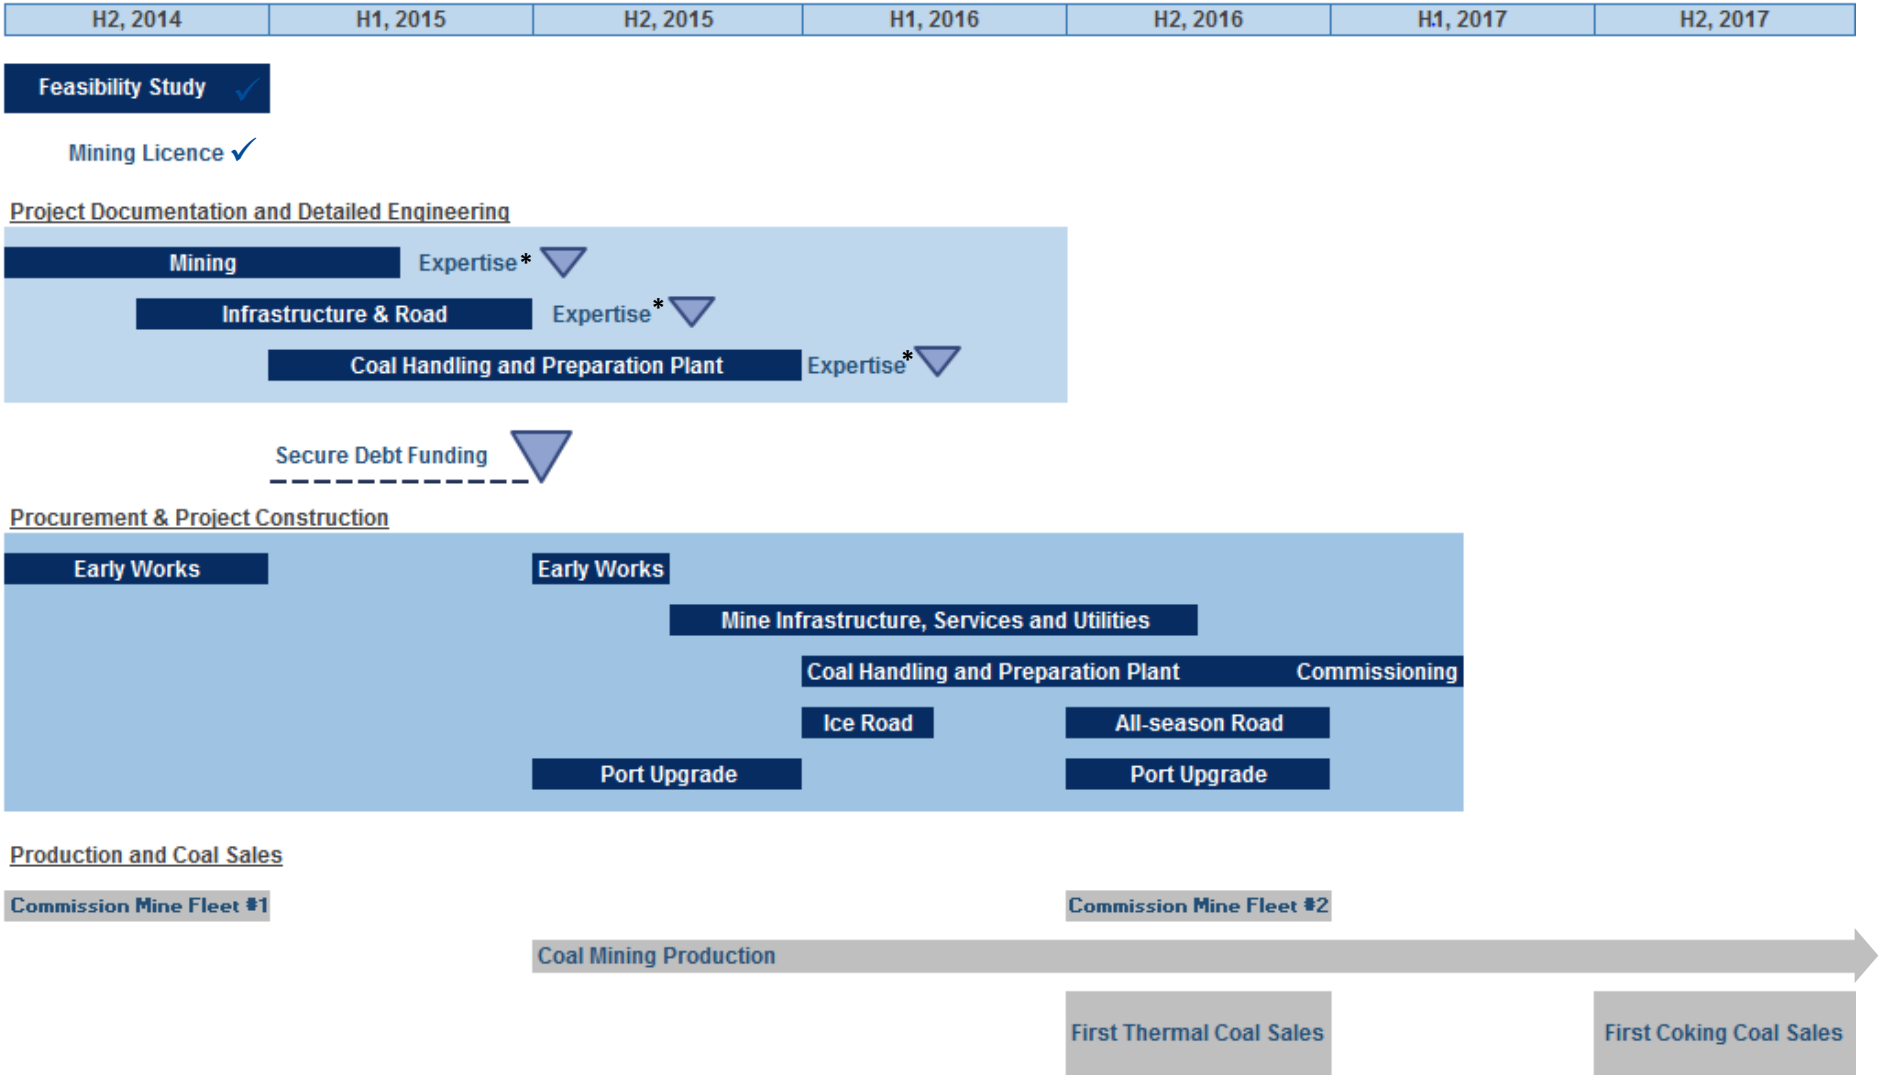 H2, 2014 H1, 2015 H2, 2015 H1, 2016 H2, 2016 H1, 2017 H2, 2017
Feasibility Study ✓
Mining Licence ✓
Project Documentation and Detailed Engineering
Mining Expertise*
Infrastructure & Road Expertise*
Coal Handling and Preparation Plant Expertise*
Secure Debt Funding
Procurement & Project Construction
Early Works Early Works
Mine Infrastructure, Services and Utilities
Coal Handling and Preparation Plant Commissioning
Ice Road All-season Road
Port Upgrade Port Upgrade
Production and Coal Sales
Commission Mine Fleet #1 Commission Mine Fleet #2
Coal Mining Production
First Thermal Coal Sales First Coking Coal Sales